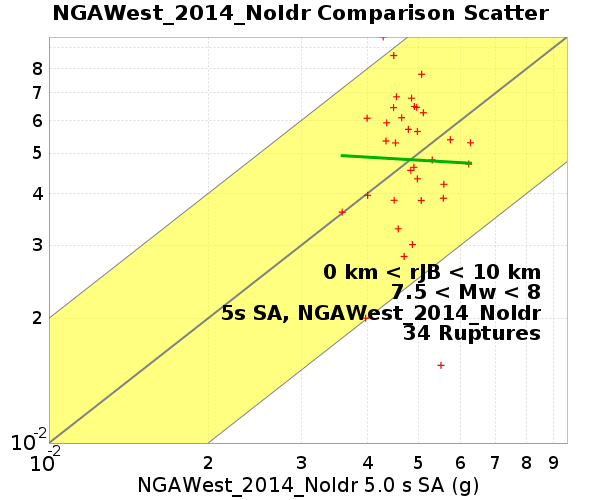 NGAWest_2014_NoIdr Comparison Scatter
8
7
6
5
4
3
2
10-2
0 km < rJB < 10 km
7.5 < Mw < 8
5s SA, NGAWest_2014_NoIdr
34 Ruptures
10-2 2 3 4 5 6 7 8 9
NGAWest_2014_NoIdr 5.0 s SA (g)